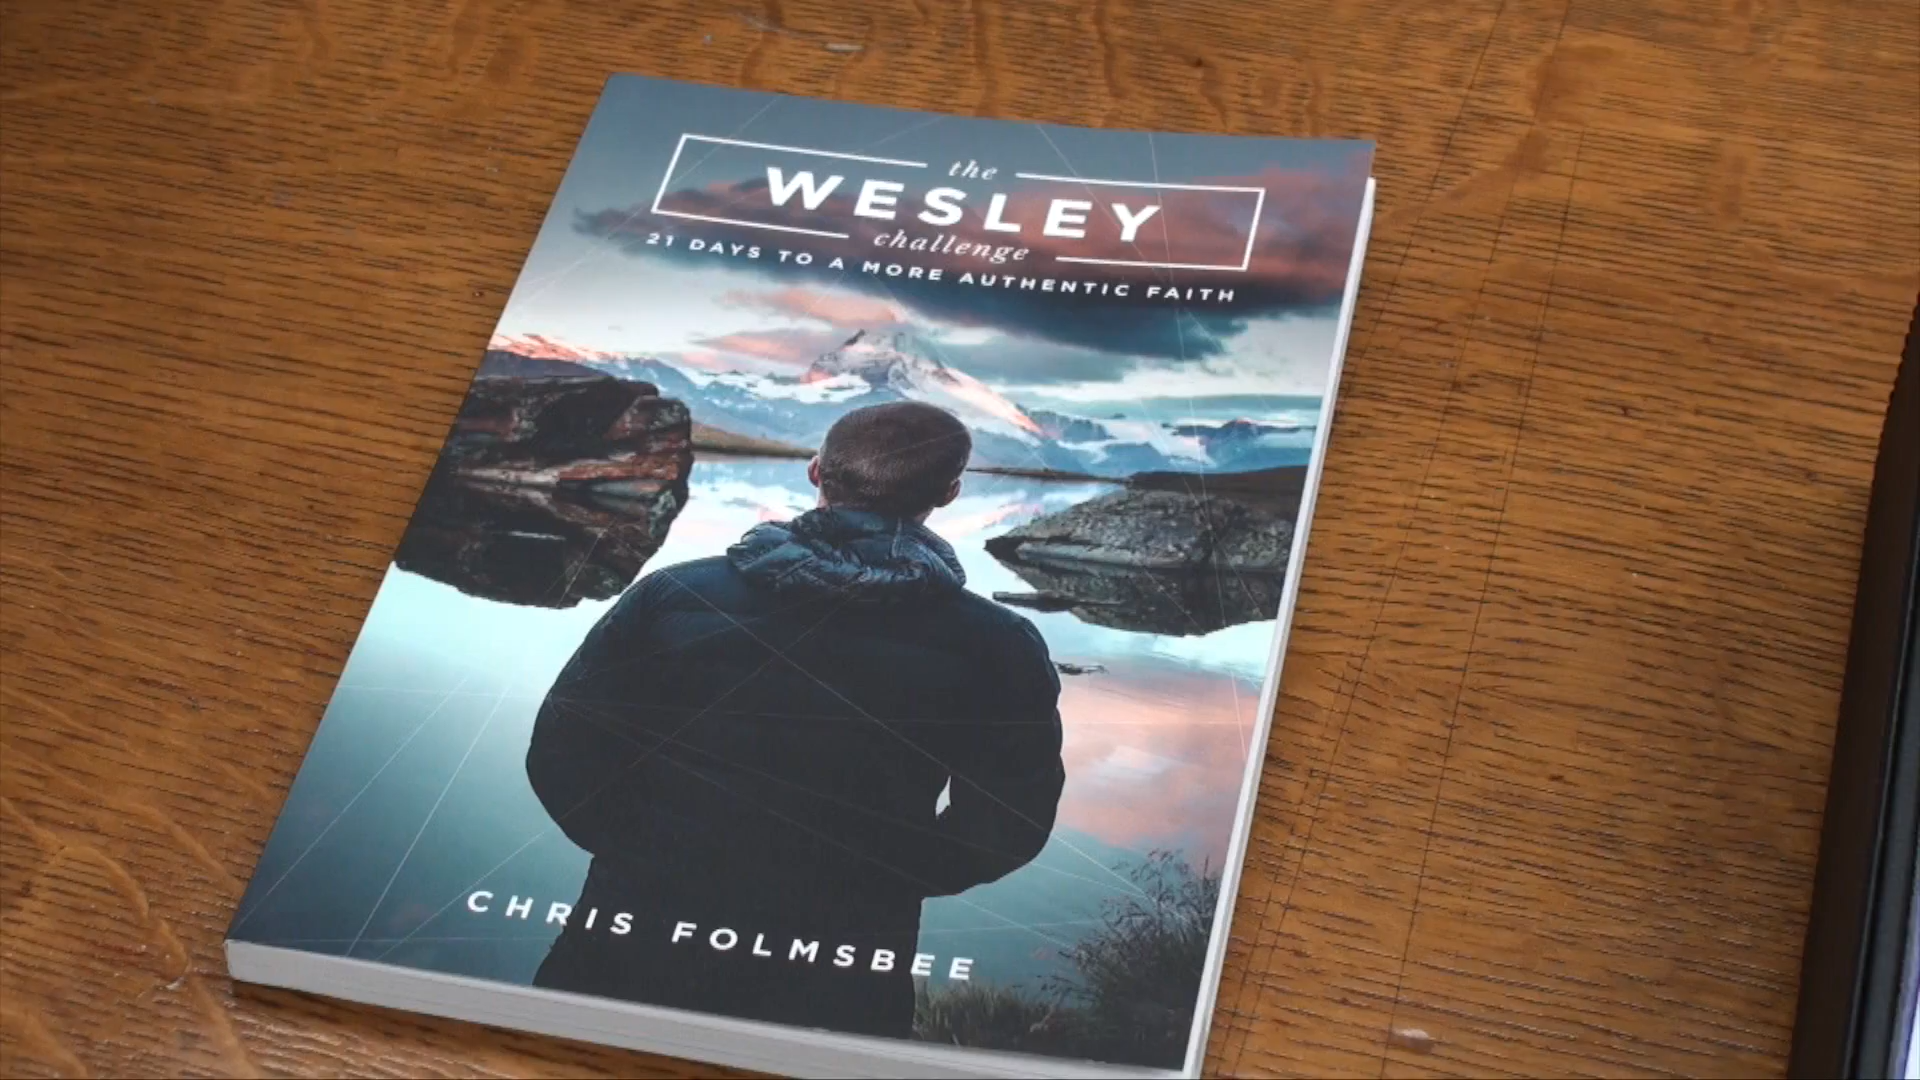 the
WESLEY
challenge
21 DAYS TO A MORE AUTHENTIC FAITH
CHRIS FOLMSBEE